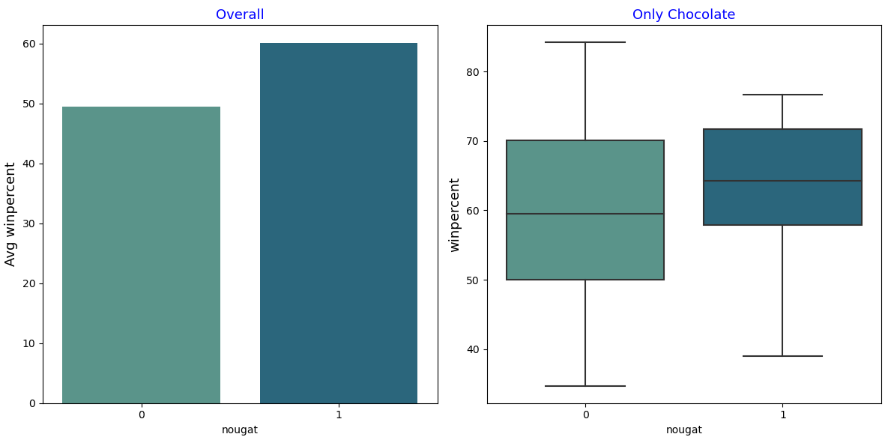 Overall
Avg winpercent
60
50
40
30
20
10
0
0 1
nougat
Only Chocolate
winpercent
80
70
60
50
40
0 1
nougat